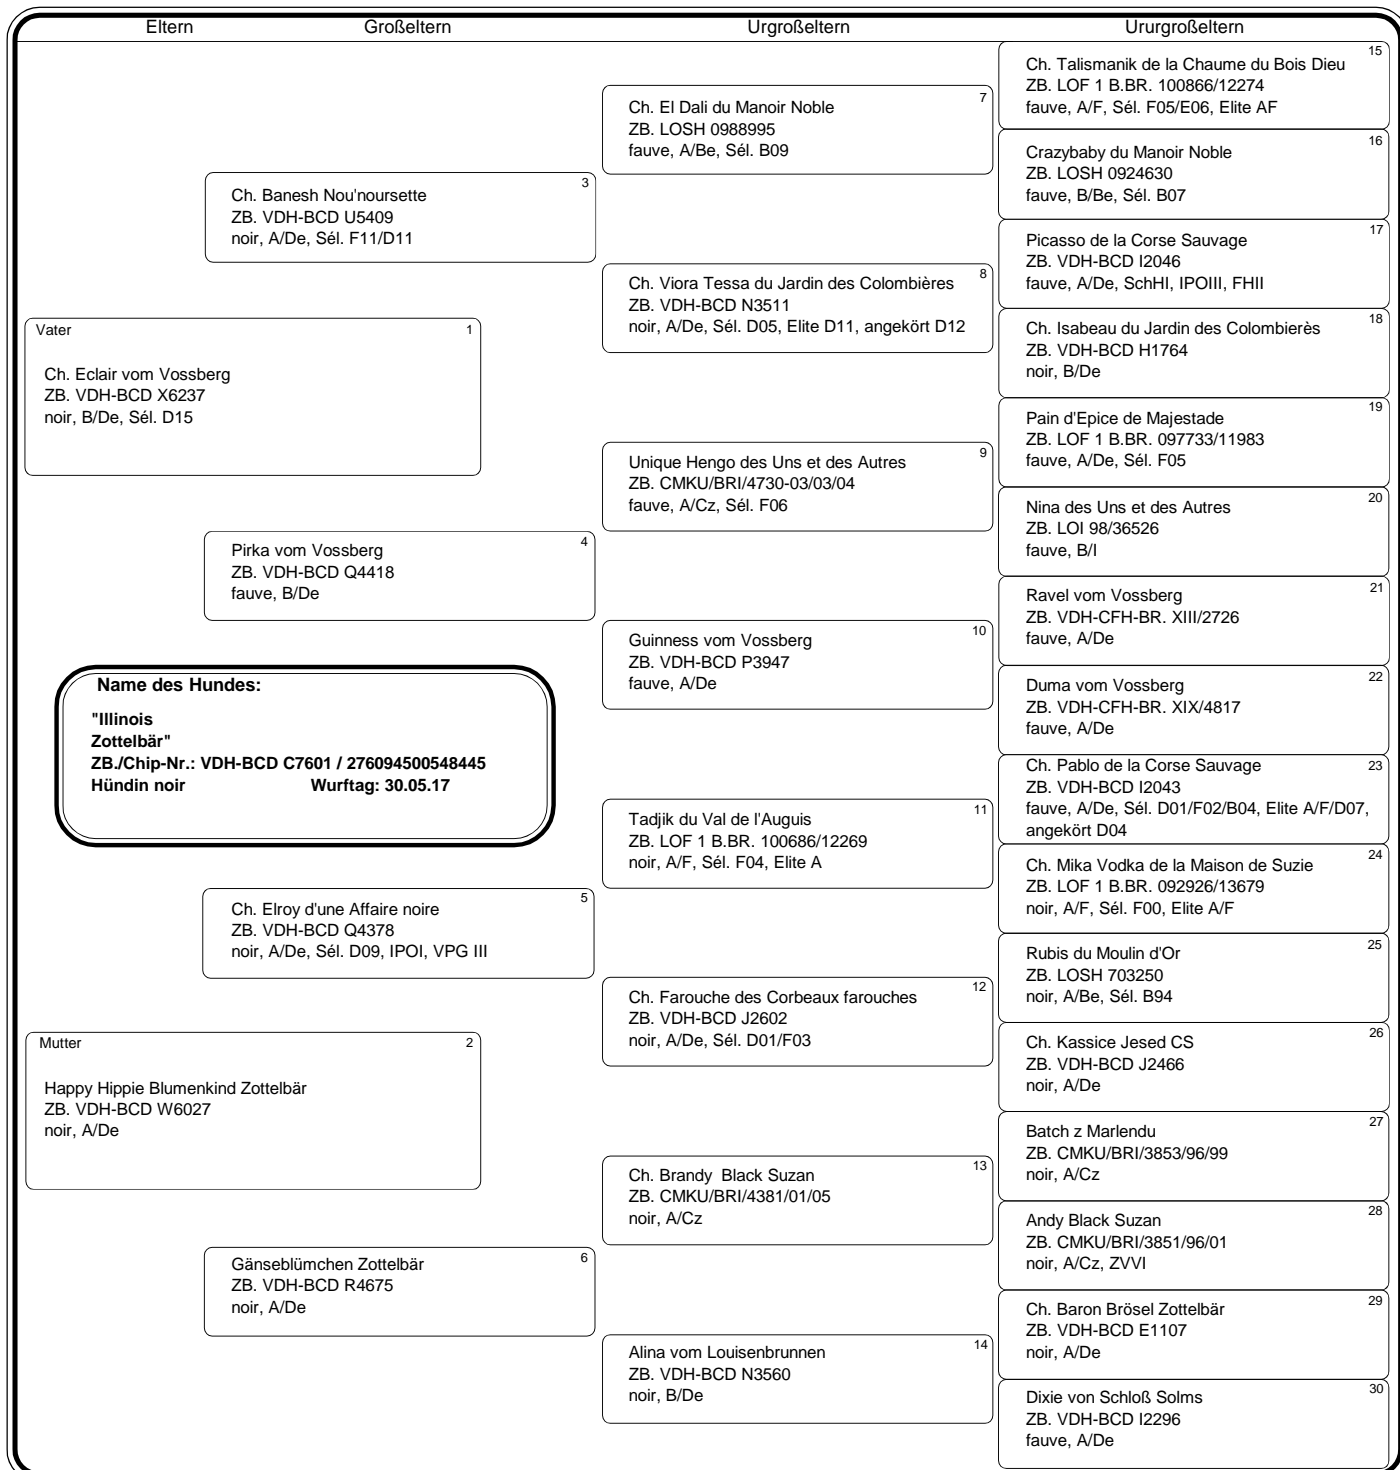 Eltern Großeltern Urgroßeltern Ururgroßeltern
Vater 1
Ch. Eclair vom Vossberg
ZB. VDH-BCD X6237
noir, B/De, Sél. D15
Name des Hundes:
"Illinois
Zottelbär"
ZB./Chip-Nr.: VDH-BCD C7601 / 276094500548445
Hündin noir Wurftag: 30.05.17
Mutter 2
Happy Hippie Blumenkind Zottelbär
ZB. VDH-BCD W6027
noir, A/De
3
Ch. Banesh Nou'noursette
ZB. VDH-BCD U5409
noir, A/De, Sél. F11/D11
4
Pirka vom Vossberg
ZB. VDH-BCD Q4418
fauve, B/De
5
Ch. Elroy d'une Affaire noire
ZB. VDH-BCD Q4378
noir, A/De, Sél. D09, IPOI, VPG III
6
Gänseblümchen Zottelbär
ZB. VDH-BCD R4675
noir, A/De
7
Ch. El Dali du Manoir Noble
ZB. LOSH 0988995
fauve, A/Be, Sél. B09
8
Ch. Viora Tessa du Jardin des Colombières
ZB. VDH-BCD N3511
noir, A/De, Sél. D05, Elite D11, angekört D12
9
Unique Hengo des Uns et des Autres
ZB. CMKU/BRI/4730-03/03/04
fauve, A/Cz, Sél. F06
10
Guinness vom Vossberg
ZB. VDH-BCD P3947
fauve, A/De
11
Tadjik du Val de l'Auguis
ZB. LOF 1 B.BR. 100686/12269
noir, A/F, Sél. F04, Elite A
12
Ch. Farouche des Corbeaux farouches
ZB. VDH-BCD J2602
noir, A/De, Sél. D01/F03
13
Ch. Brandy  Black Suzan
ZB. CMKU/BRI/4381/01/05
noir, A/Cz
14
Alina vom Louisenbrunnen
ZB. VDH-BCD N3560
noir, B/De
15
Ch. Talismanik de la Chaume du Bois Dieu
ZB. LOF 1 B.BR. 100866/12274
fauve, A/F, Sél. F05/E06, Elite AF
16
Crazybaby du Manoir Noble
ZB. LOSH 0924630
fauve, B/Be, Sél. B07
17
Picasso de la Corse Sauvage
ZB. VDH-BCD I2046
fauve, A/De, SchHI, IPOIII, FHII
18
Ch. Isabeau du Jardin des Colombierès
ZB. VDH-BCD H1764
noir, B/De
19
Pain d'Epice de Majestade
ZB. LOF 1 B.BR. 097733/11983
fauve, A/De, Sél. F05
20
Nina des Uns et des Autres
ZB. LOI 98/36526
fauve, B/I
21
Ravel vom Vossberg
ZB. VDH-CFH-BR. XIII/2726
fauve, A/De
22
Duma vom Vossberg
ZB. VDH-CFH-BR. XIX/4817
fauve, A/De
23
Ch. Pablo de la Corse Sauvage
ZB. VDH-BCD I2043
fauve, A/De, Sél. D01/F02/B04, Elite A/F/D07,
angekört D04
24
Ch. Mika Vodka de la Maison de Suzie
ZB. LOF 1 B.BR. 092926/13679
noir, A/F, Sél. F00, Elite A/F
25
Rubis du Moulin d'Or
ZB. LOSH 703250
noir, A/Be, Sél. B94
26
Ch. Kassice Jesed CS
ZB. VDH-BCD J2466
noir, A/De
27
Batch z Marlendu
ZB. CMKU/BRI/3853/96/99
noir, A/Cz
28
Andy Black Suzan
ZB. CMKU/BRI/3851/96/01
noir, A/Cz, ZVVI
29
Ch. Baron Brösel Zottelbär
ZB. VDH-BCD E1107
noir, A/De
30
Dixie von Schloß Solms
ZB. VDH-BCD I2296
fauve, A/De